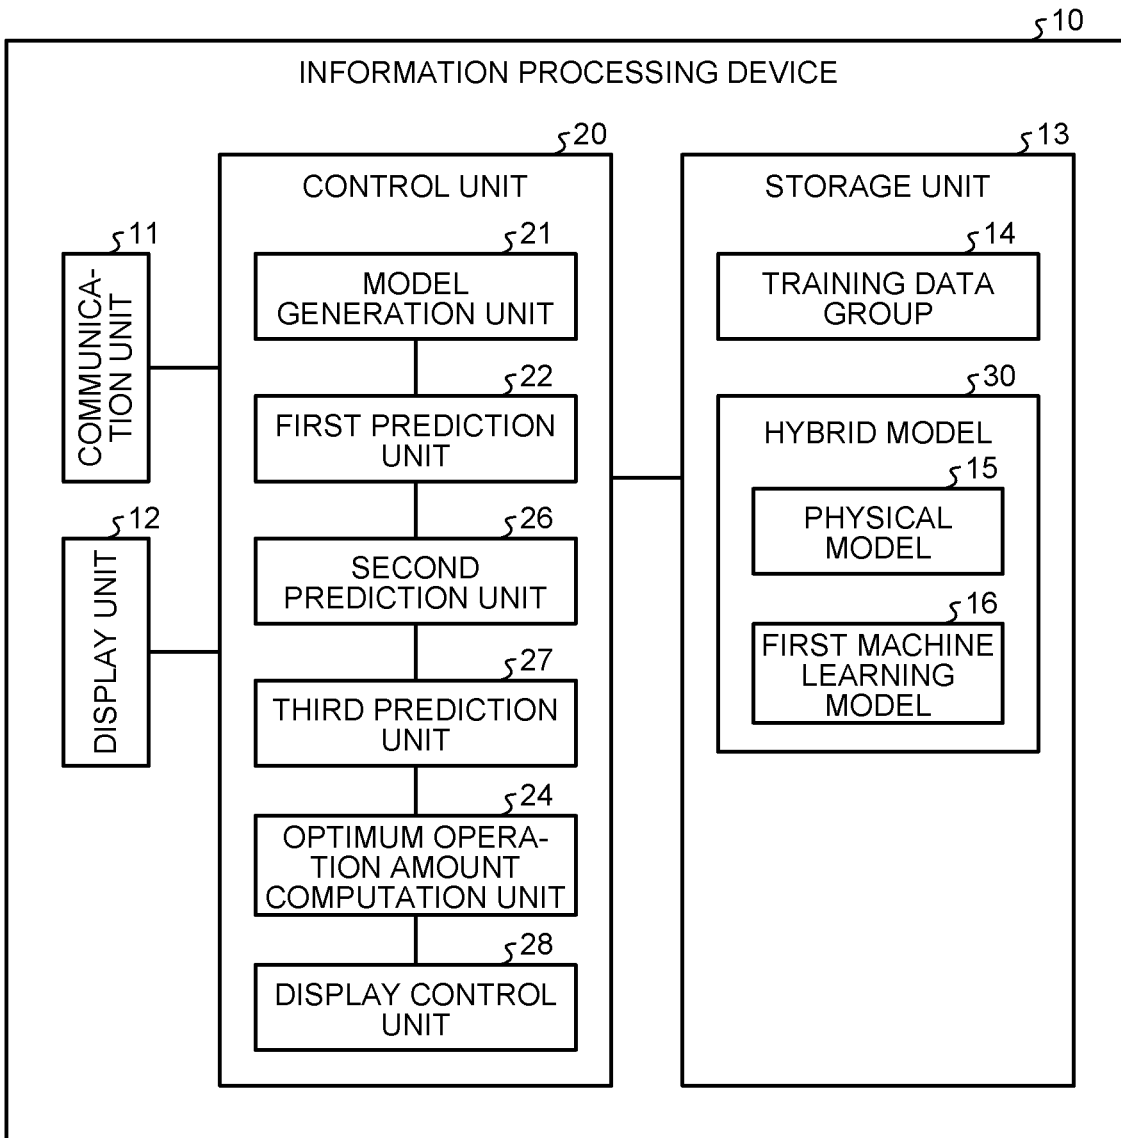 10
INFORMATION PROCESSING DEVICE
11
COMMUNICA-
TION UNIT
12
DISPLAY UNIT
20
CONTROL UNIT
21
MODEL
GENERATION UNIT
22
FIRST PREDICTION
UNIT
26
SECOND
PREDICTION UNIT
27
THIRD PREDICTION
UNIT
24
OPTIMUM OPERA-
TION AMOUNT
COMPUTATION UNIT
28
DISPLAY CONTROL
UNIT
13
STORAGE UNIT
14
TRAINING DATA
GROUP
30
HYBRID MODEL
15
PHYSICAL
MODEL
16
FIRST MACHINE
LEARNING
MODEL